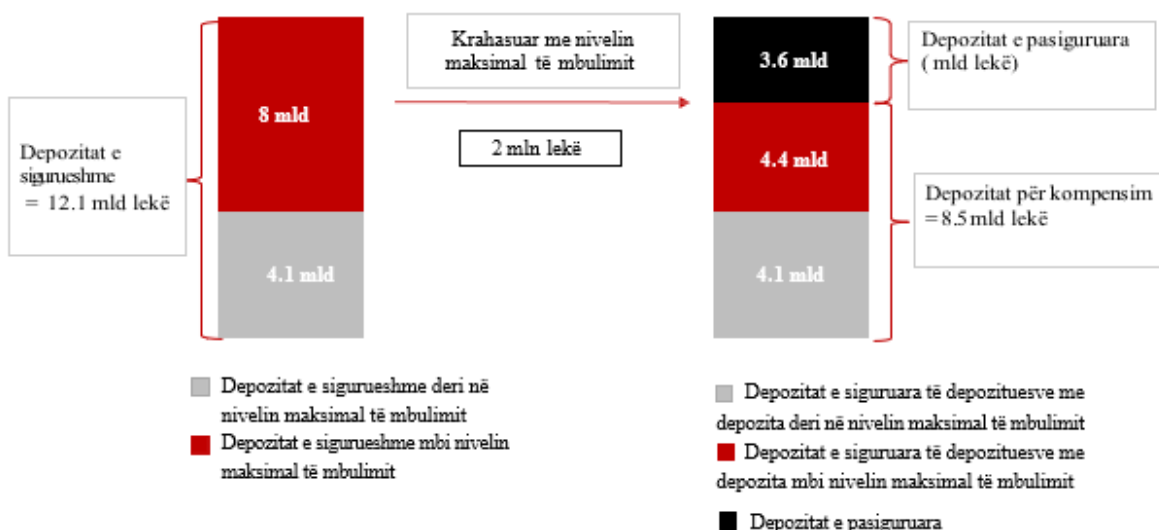 Depozitat e
sigurueshme
= 12.1 mld lekë
8 mld
4.1 mld
Krahasuar me nivelin
maksimal të mbulimit
2 mln lekë
3.6 mld
4.4 mld
4.1 mld
Depozitat e pasiguruara
( mld lekë)
Depozitat për kompensim
=8.5 mld lekë
Depozitat e sigurueshme deri në
nivelin maksimal të mbulimit
Depozitat e sigurueshme mbi nivelin
maksimal të mbulimit
Depozitat e siguruara të depozituesve me
depozita deri në nivelin maksimal të mbulimit
Depozitat e siguruara të depozituesve me
depozita mbi nivelin maksimal të mbulimit
Depozitat e pasiguruara